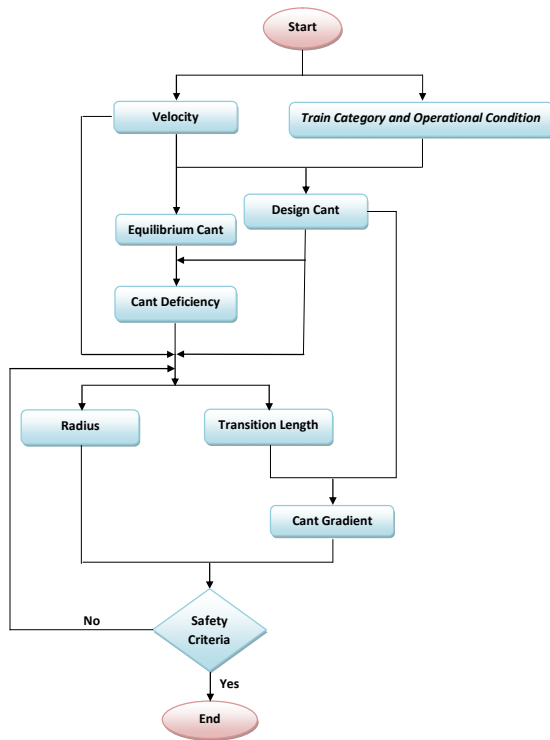 Start
Velocity
Train Category and Operational Condition
Design Cant
Equilibrium Cant
Cant Deficiency
Radius
Transition Length
Cant Gradient
No
Safety
Criteria
Yes
End